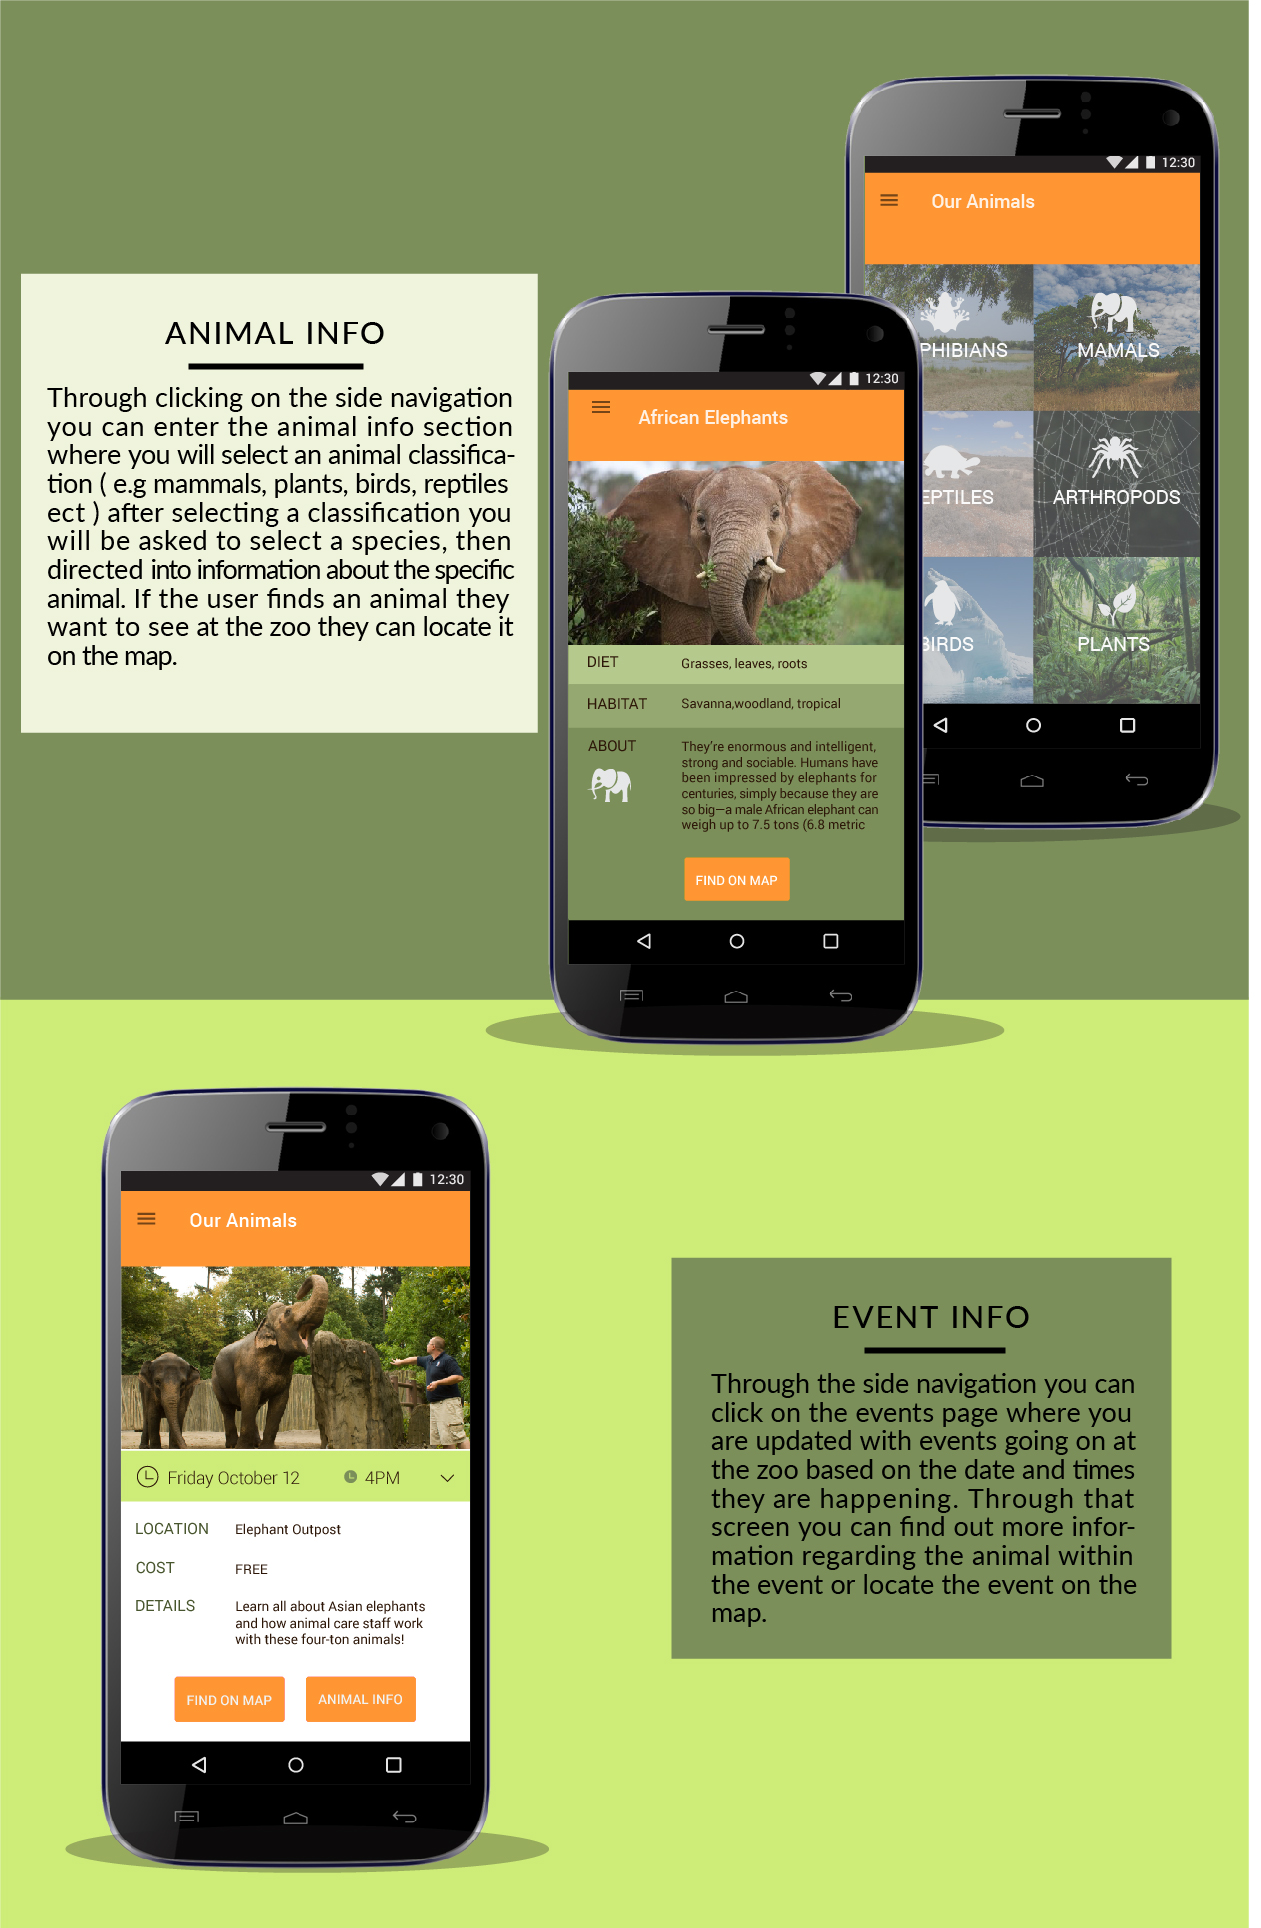 12:30
Our Animals
PHIBIANS
MAMALS
EPTILES
ARTHROPODS
BIRDS
PLANTS
ANIMAL INFO
Through clicking on the side navigation
you can enter the animal info section
where you will select an animal classifica-
tion ( e.g mammals, plants, birds, reptiles
ect ) after selecting a classification you
will be asked to select a species, then
directed into information about the specific
animal. If the user finds an animal they
want to see at the zoo they can locate it
on the map.
12:30
African Elephants
DIET Grasses, leaves, roots
HABITAT Savanna,woodland, tropical
ABOUT They're enormous and intelligent,
strong and sociable. Humans have
been impressed by elephants for
centuries, simply because they are
so big—a male African elephant can
weigh up to 7.5 tons (6.8 metric
FIND ON MAP
12:30
Our Animals
Friday October 12 4PM
LOCATION Elephant Outpost
COST FREE
DETAILS Learn all about Asian elephants
and how animal care staff work
with these four-ton animals!
FIND ON MAP ANIMAL INFO
EVENT INFO
Through the side navigation you can
click on the events page where you
are updated with events going on at
the zoo based on the date and times
they are happening. Through that
screen you can find out more infor-
mation regarding the animal within
the event or locate the event on the
map.